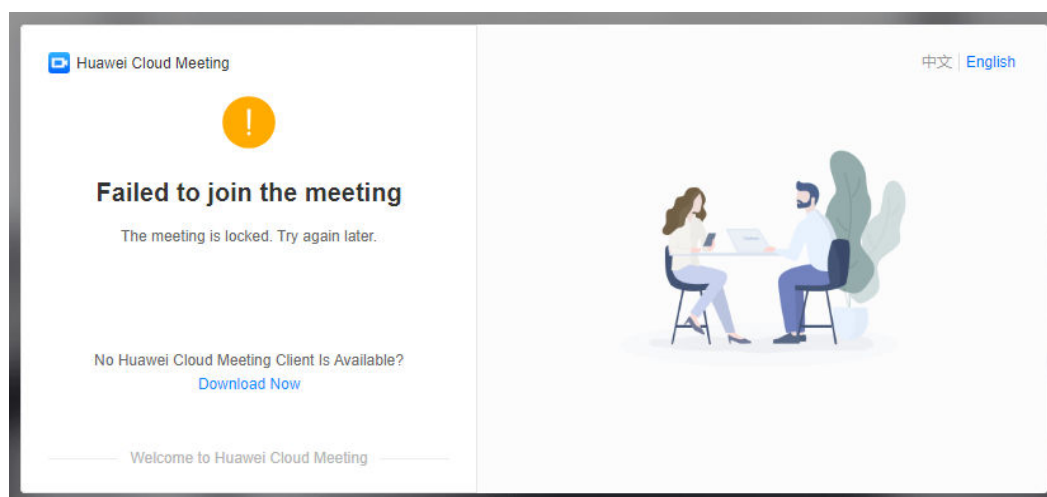 Huawei Cloud Meeting
中文 English
Failed to join the meeting
The meeting is locked. Try again later.
No Huawei Cloud Meeting Client Is Available?
Download Now
Welcome to Huawei Cloud Meeting